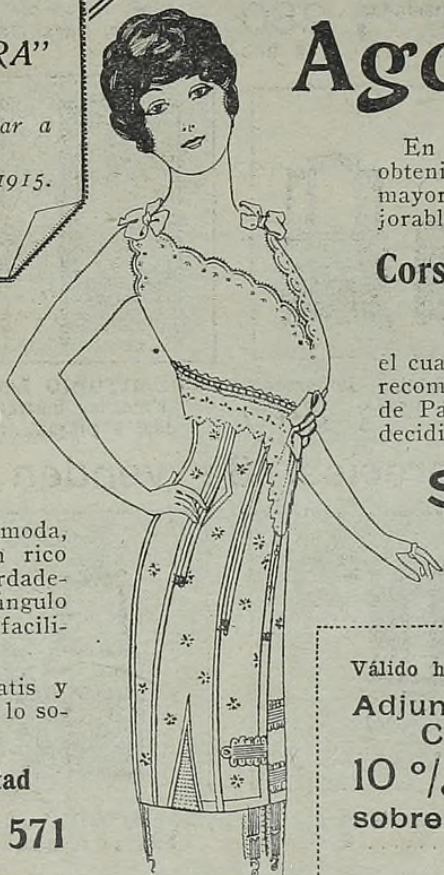 RA"
ar a
1915.
Ago
En
obteni
mayor
jorabl
Cors
el cua
recom
de Pa
decidi
S
moda,
n rico
rdade-
ángulo
facili-
atis y
lo so-
tad
571
Válido h
Adjun
C
10 %
sobre